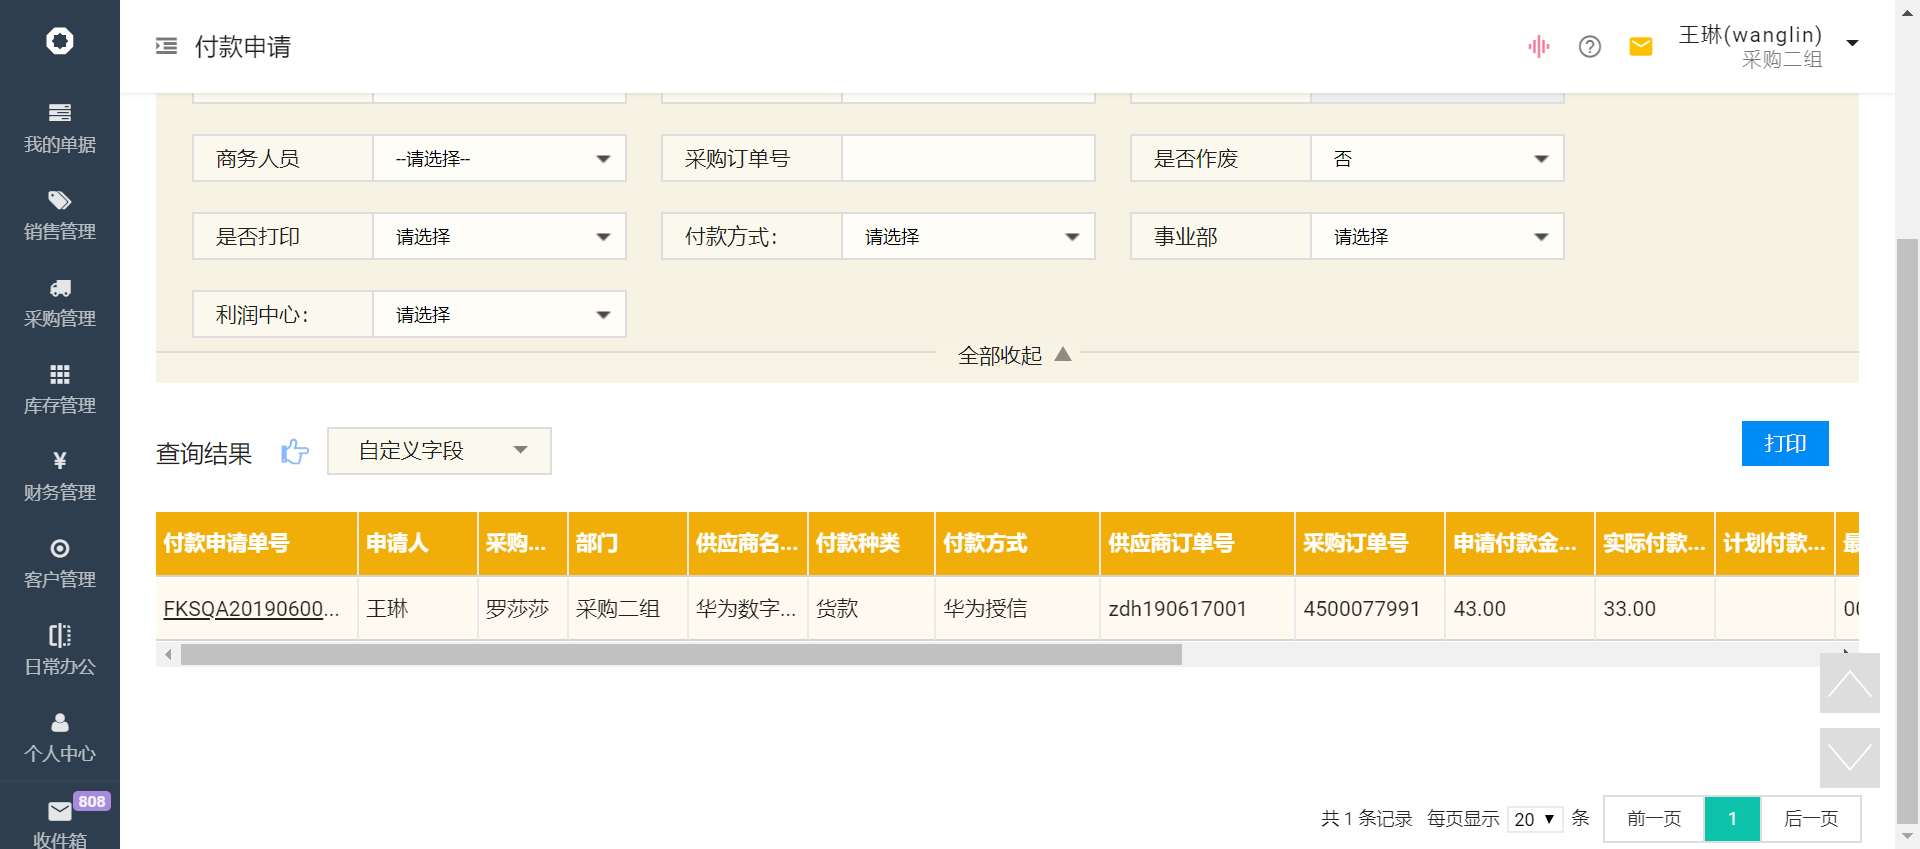 付款申请
王琳(wanglin)
采购二组
我的单据
销售管理
采购管理
库存管理
财务管理
客户管理
日常办公
个人中心
808
收件箱
商务人员 --请选择-- 采购订单号 是否作废 否
是否打印 请选择 付款方式: 请选择 事业部 请选择
利润中心: 请选择
全部收起
查询结果 自定义字段 打印
付款申请单号 申请人 采购... 部门 供应商名... 付款种类 付款方式 供应商订单号 采购订单号 申请付款金... 实际付款... 计划付款... 最
FKSQA20190600... 王琳 罗莎莎 采购二组 华为数字... 货款 华为授信 zdh190617001 4500077991 43.00 33.00 00
共 1 条记录 每页显示 20 条 前一页 1 后一页